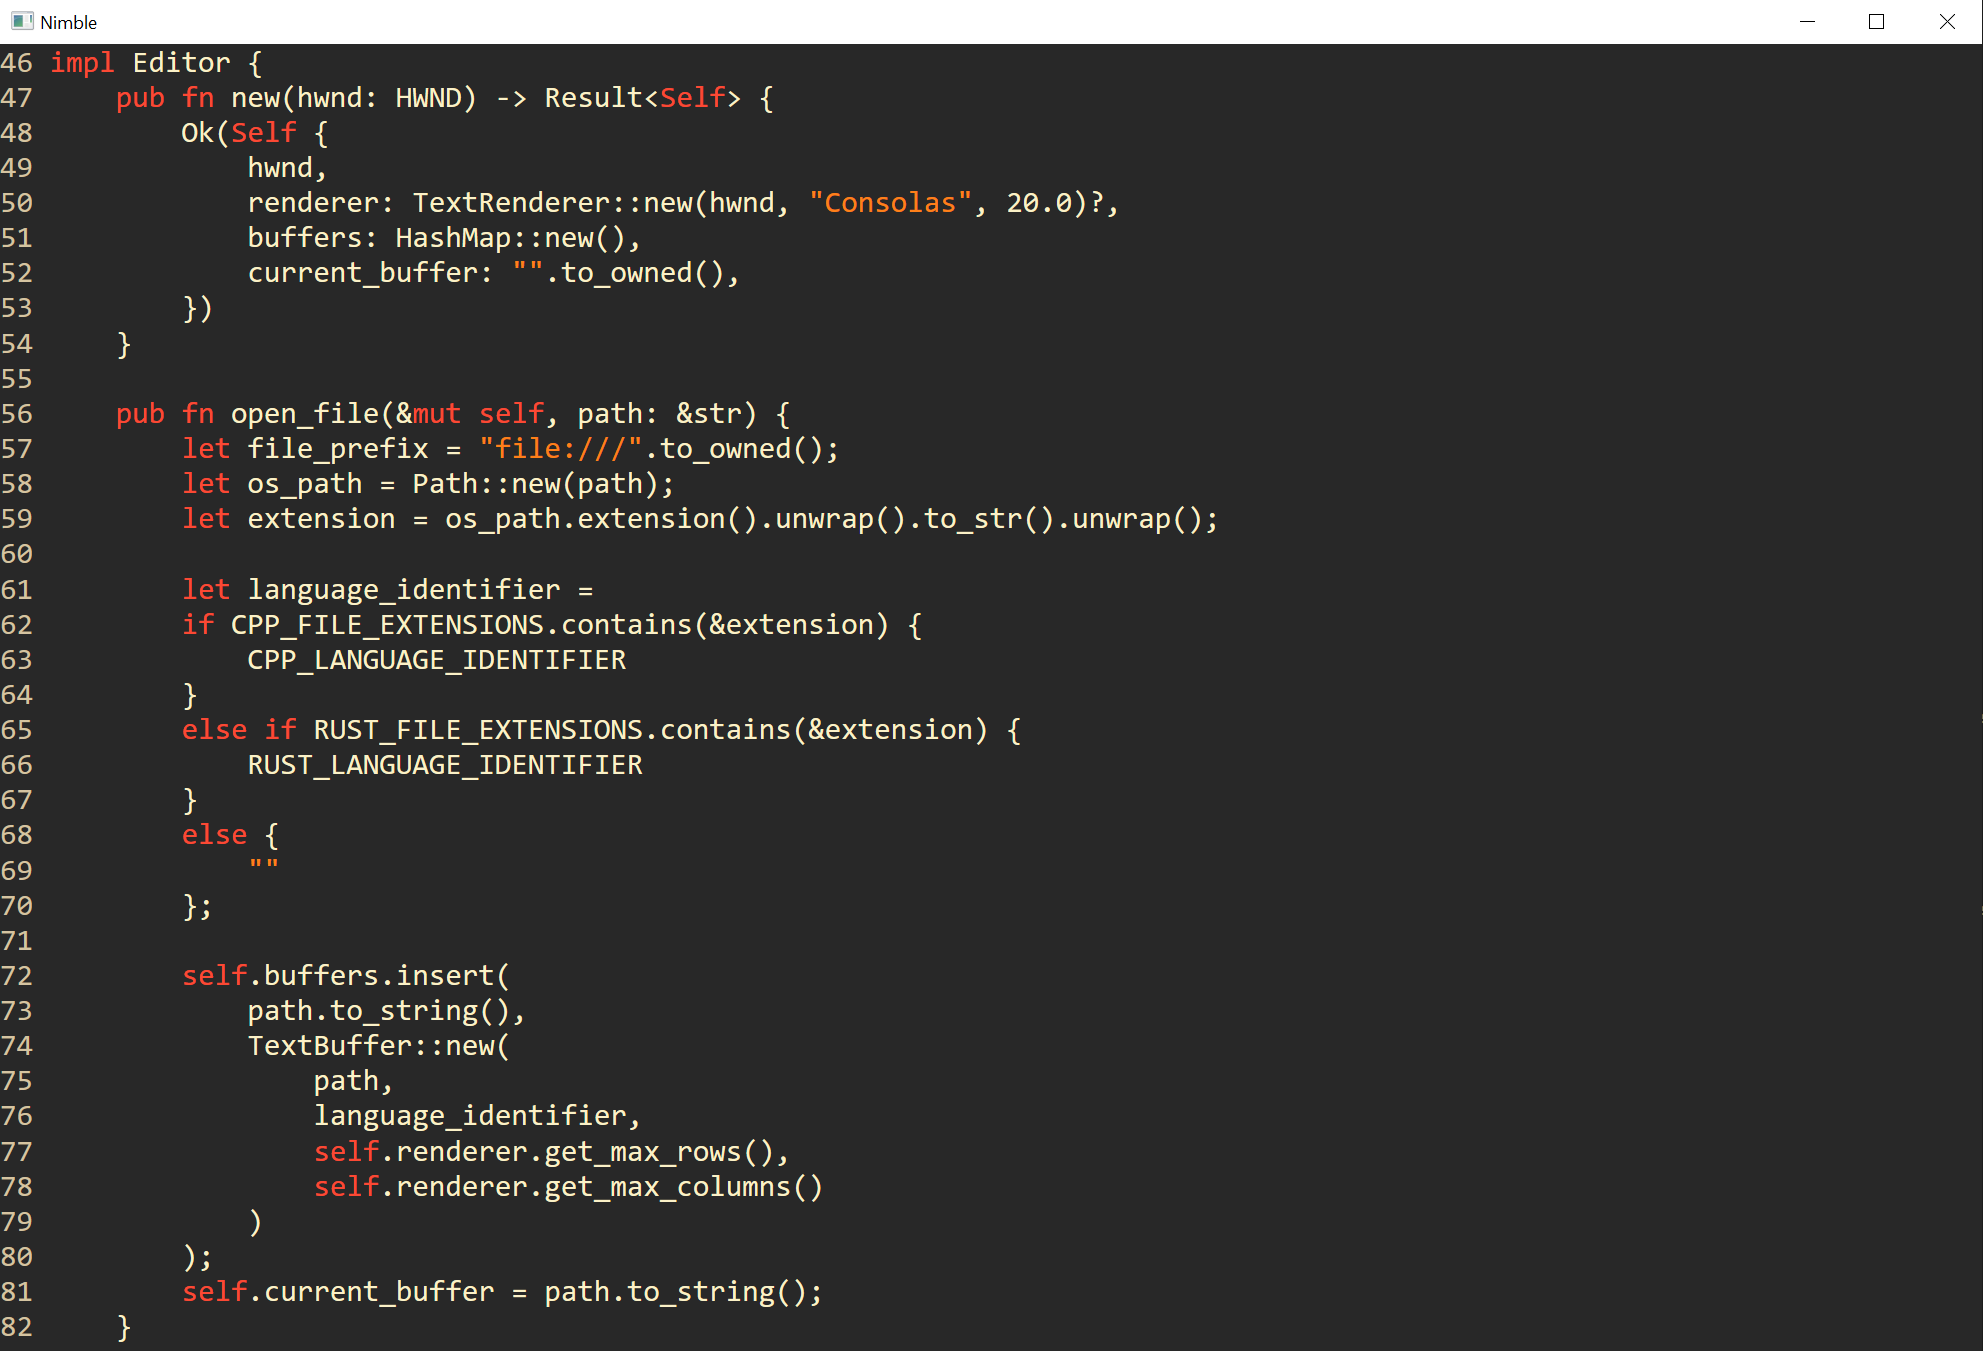 Nimble
46 impl Editor {
47     pub fn new(hwnd: HWND) -> Result<Self> {
48         Ok(Self {
49             hwnd,
50             renderer: TextRenderer::new(hwnd, "Consolas", 20.0)?,
51             buffers: HashMap::new(),
52             current_buffer: "".to_owned(),
53         })
54     }
55
56     pub fn open_file(&mut self, path: &str) {
57         let file_prefix = "file:///".to_owned();
58         let os_path = Path::new(path);
59         let extension = os_path.extension().unwrap().to_str().unwrap();
60
61         let language_identifier =
62         if CPP_FILE_EXTENSIONS.contains(&extension) {
63             CPP_LANGUAGE_IDENTIFIER
64         }
65         else if RUST_FILE_EXTENSIONS.contains(&extension) {
66             RUST_LANGUAGE_IDENTIFIER
67         }
68         else {
69             ""
70         };
71
72         self.buffers.insert(
73             path.to_string(),
74             TextBuffer::new(
75                 path,
76                 language_identifier,
77                 self.renderer.get_max_rows(),
78                 self.renderer.get_max_columns()
79             )
80         );
81         self.current_buffer = path.to_string();
82     }